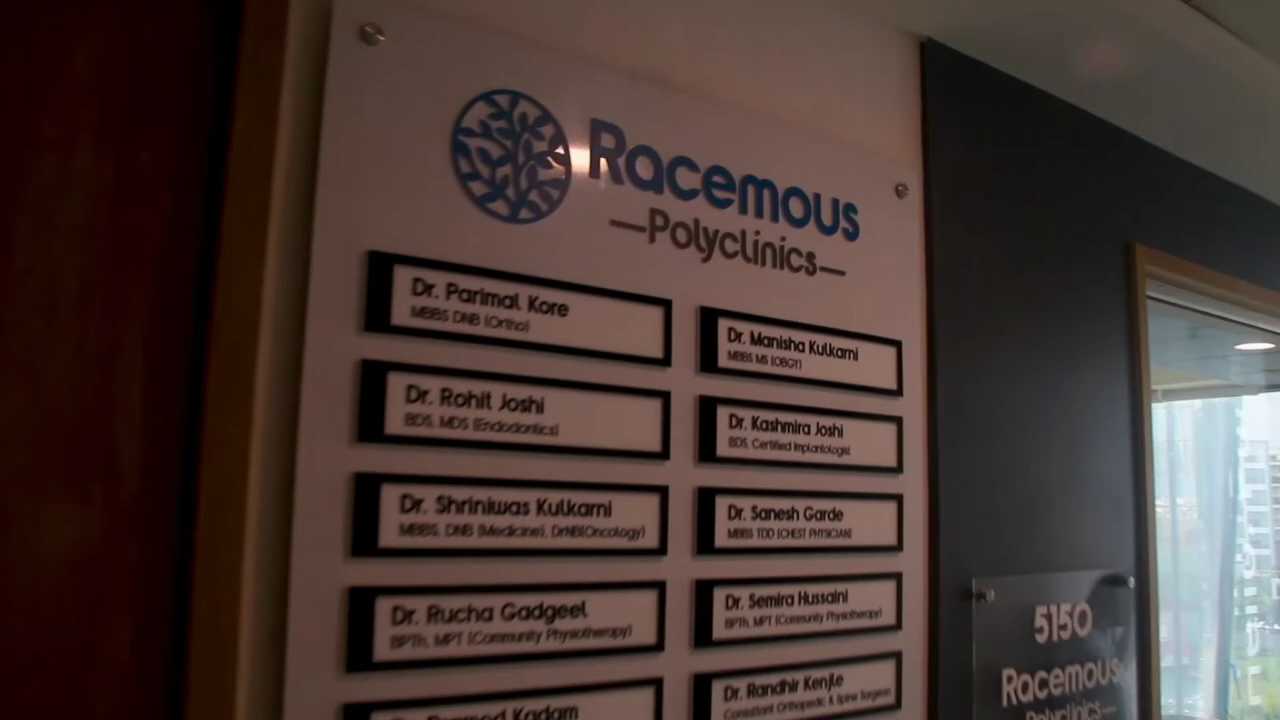 Racemous
—Polyclinics—
Dr. Parimal Kore
MBBS DNB (Ortho)
Dr. Manisha Kulkarni
MBBS MS (OBGY)
Dr. Rohit Joshi
BDS, MDS (Endodontics)
Dr. Kashmira Joshi
BDS, Certified Implantologist
Dr. Shriniwas Kulkarni
MBBS, DNB (Medicine), DrNB(Oncology)
Dr. Sanesh Garde
MBBS TDD (CHEST PHYSICIAN)
Dr. Rucha Gadgeel
BPTh, MPT (Community Physiotherapy)
Dr. Semira Hussaini
BPTh, MPT (Community Physiotherapy)
Kadam
Dr. Randhir Kenjle
Consultant Orthopedic & Spine Surgeon
5150
Racemous
Polyclinics—